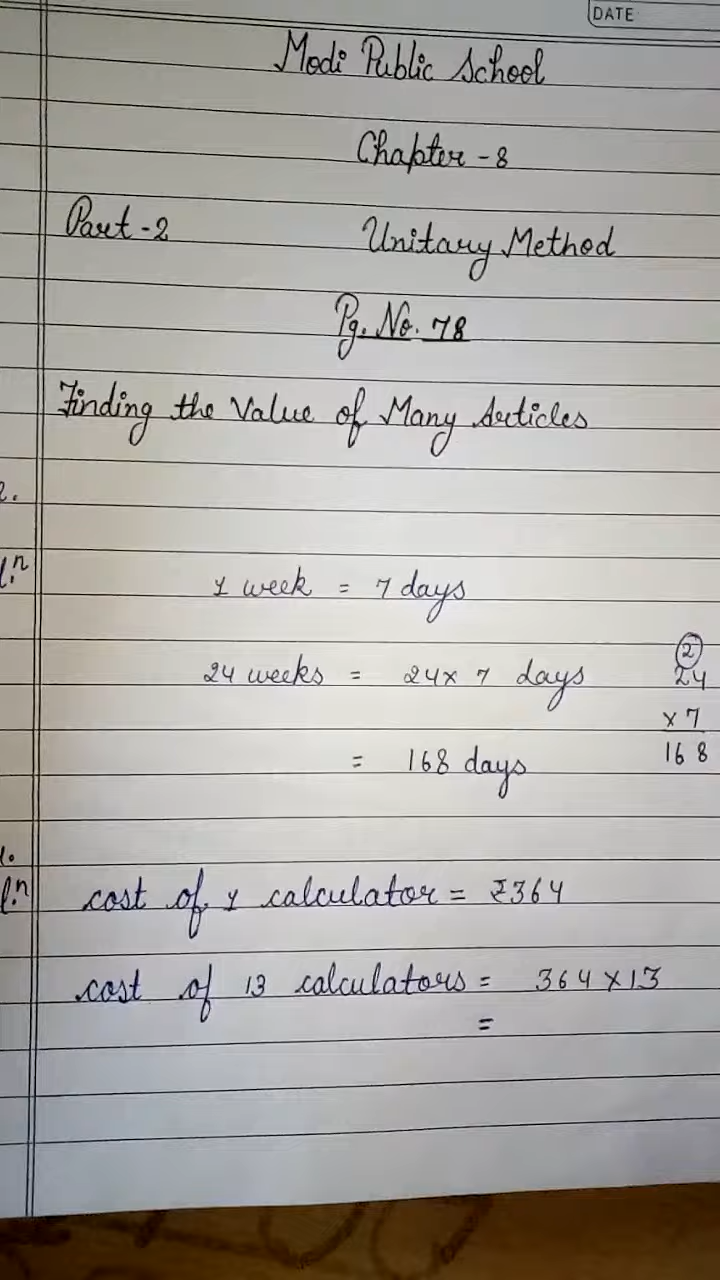 DATE
Modi Public School
Chapter - 8
Part - 2 Unitary Method
Pg. No. 78
Finding the Value of Many Articles
1 week = 7 days
24 weeks = 24 x 7 days
= 168 days
2
24
x 7
168
cost of 1 calculator = ₹364
cost of 13 calculators = 364 x 13
=